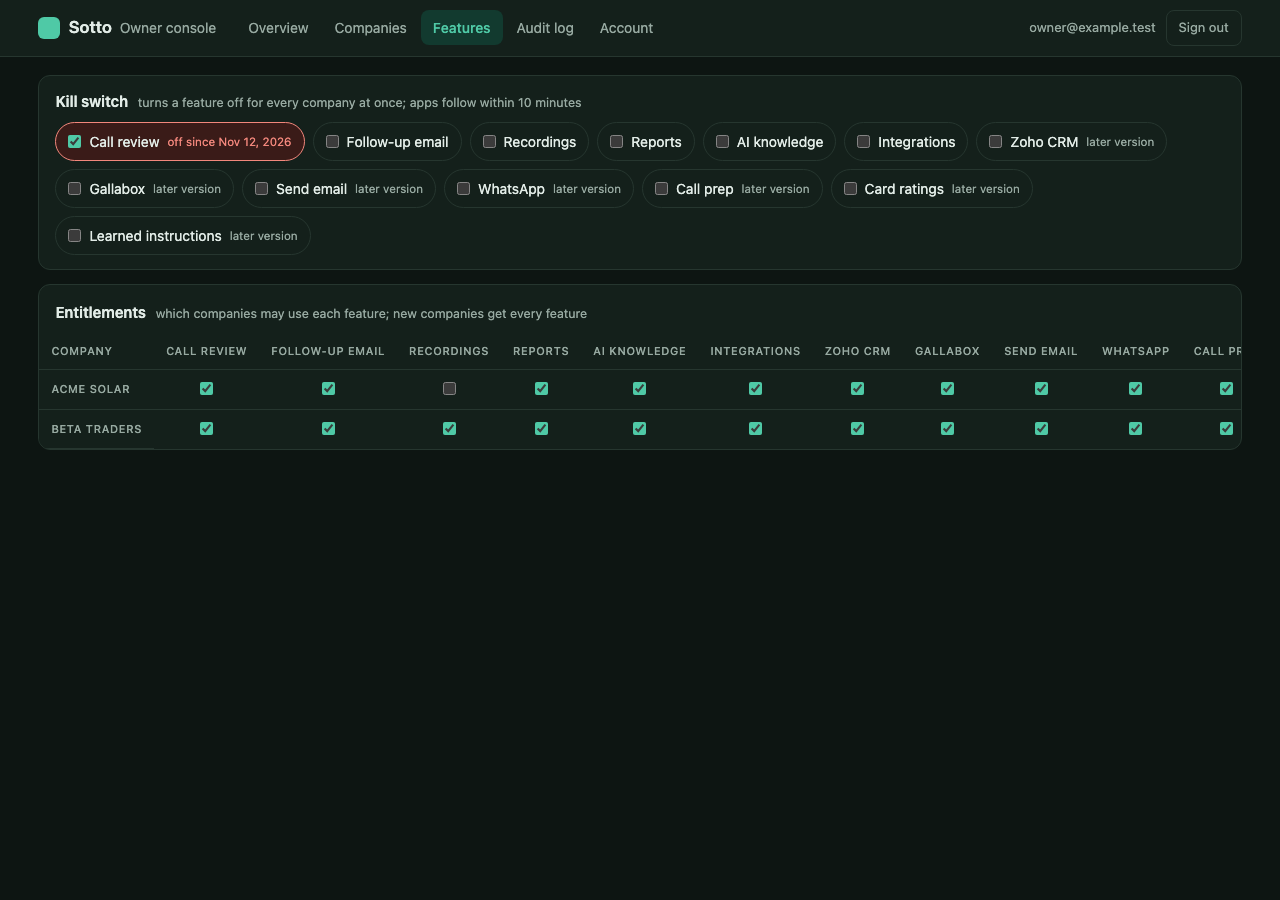 Sotto Owner console Overview Companies Features Audit log Account owner@example.test Sign out
Kill switch turns a feature off for every company at once; apps follow within 10 minutes
Call review off since Nov 12, 2026 Follow-up email Recordings Reports AI knowledge Integrations Zoho CRM later version
Gallabox later version Send email later version WhatsApp later version Call prep later version Card ratings later version
Learned instructions later version
Entitlements which companies may use each feature; new companies get every feature
COMPANY CALL REVIEW FOLLOW-UP EMAIL RECORDINGS REPORTS AI KNOWLEDGE INTEGRATIONS ZOHO CRM GALLABOX SEND EMAIL WHATSAPP CALL PR
ACME SOLAR
BETA TRADERS